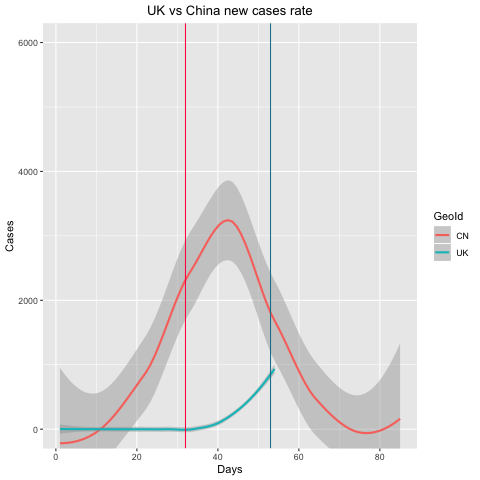 UK vs China new cases rate
6000
4000
2000
0
Cases
0 20 40 60 80
Days
GeoId
CN
UK